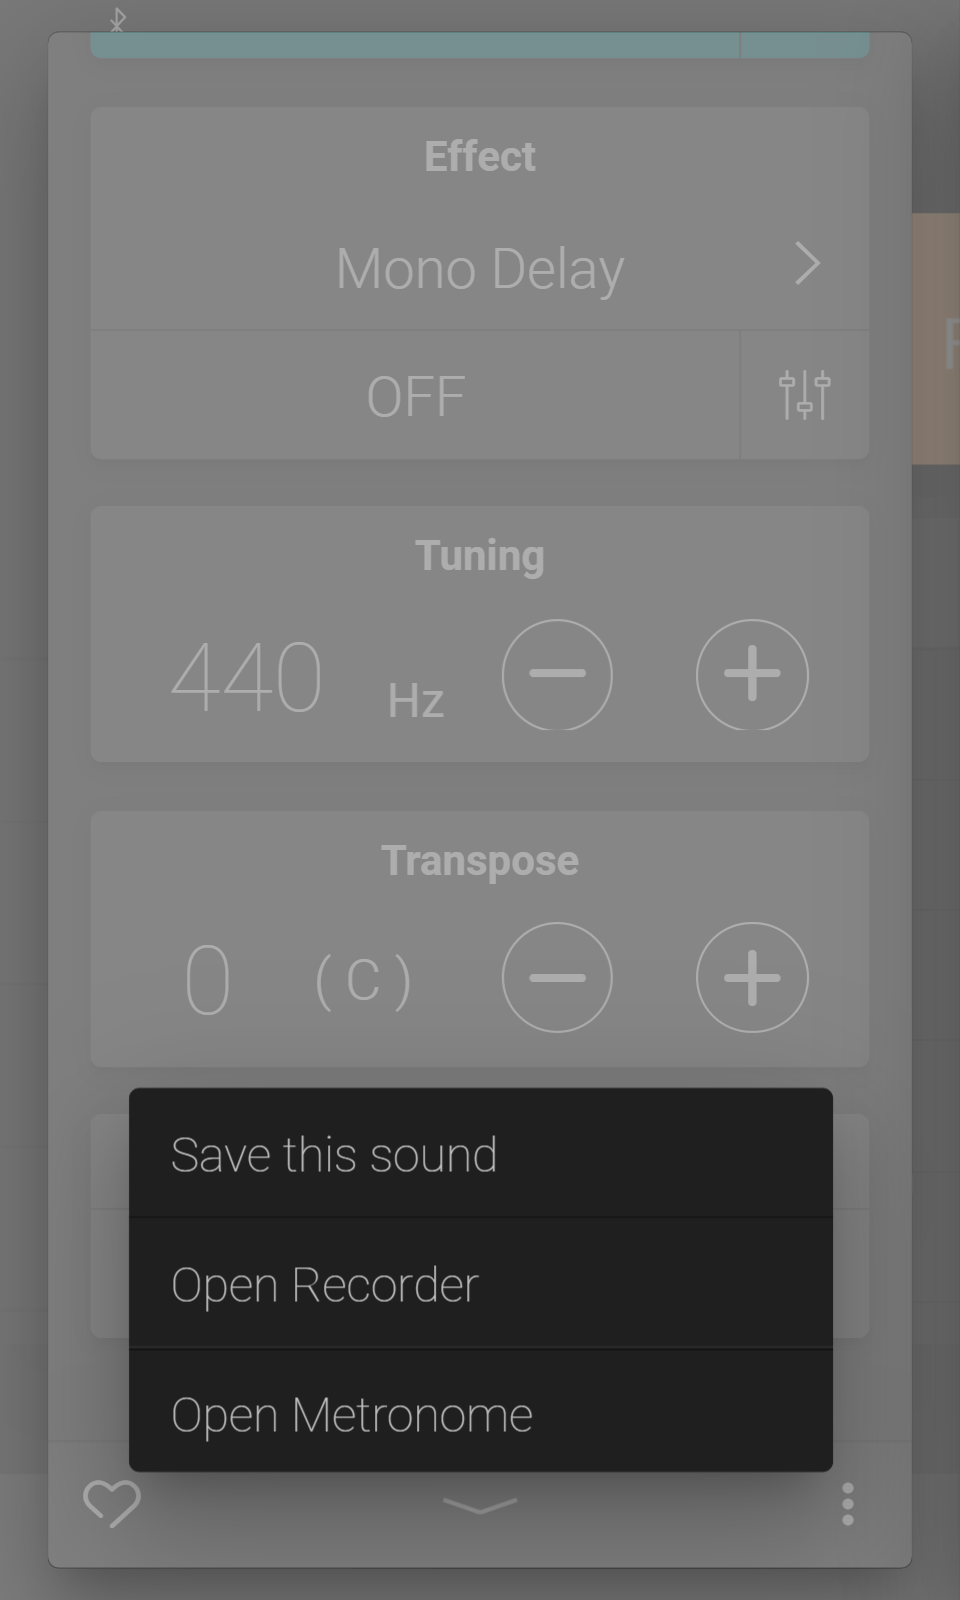 Effect
Mono Delay
OFF
Tuning
440 Hz
Transpose
0 ( C )
Save this sound
Open Recorder
Open Metronome